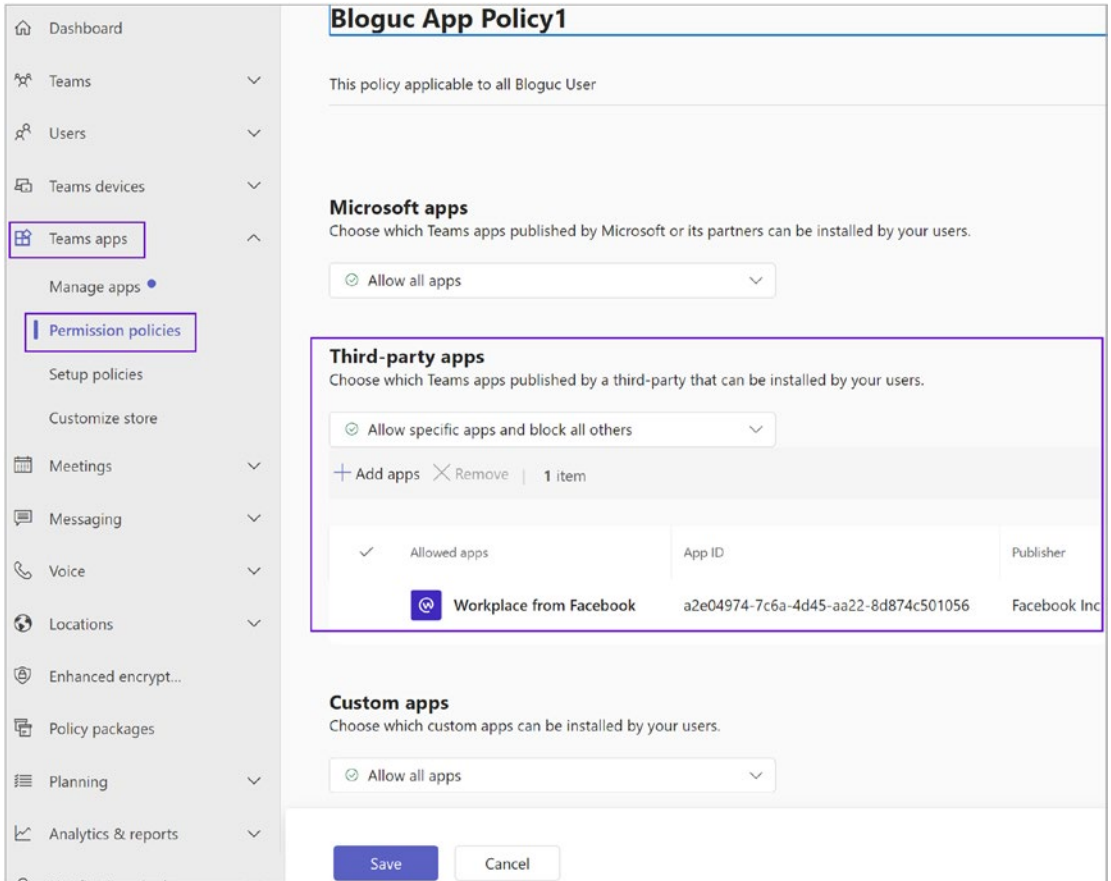 Dashboard
Teams
Users
Teams devices
Teams apps
Manage apps
Permission policies
Setup policies
Customize store
Meetings
Messaging
Voice
Locations
Enhanced encrypt...
Policy packages
Planning
Analytics & reports
Bloguc App Policy1
This policy applicable to all Bloguc User
Microsoft apps
Choose which Teams apps published by Microsoft or its partners can be installed by your users.
Allow all apps
Third-party apps
Choose which Teams apps published by a third-party that can be installed by your users.
Allow specific apps and block all others
Add apps Remove | 1 item
Allowed apps App ID Publisher
Workplace from Facebook a2e04974-7c6a-4d45-aa22-8d874c501056 Facebook Inc
Custom apps
Choose which custom apps can be installed by your users.
Allow all apps
Save Cancel